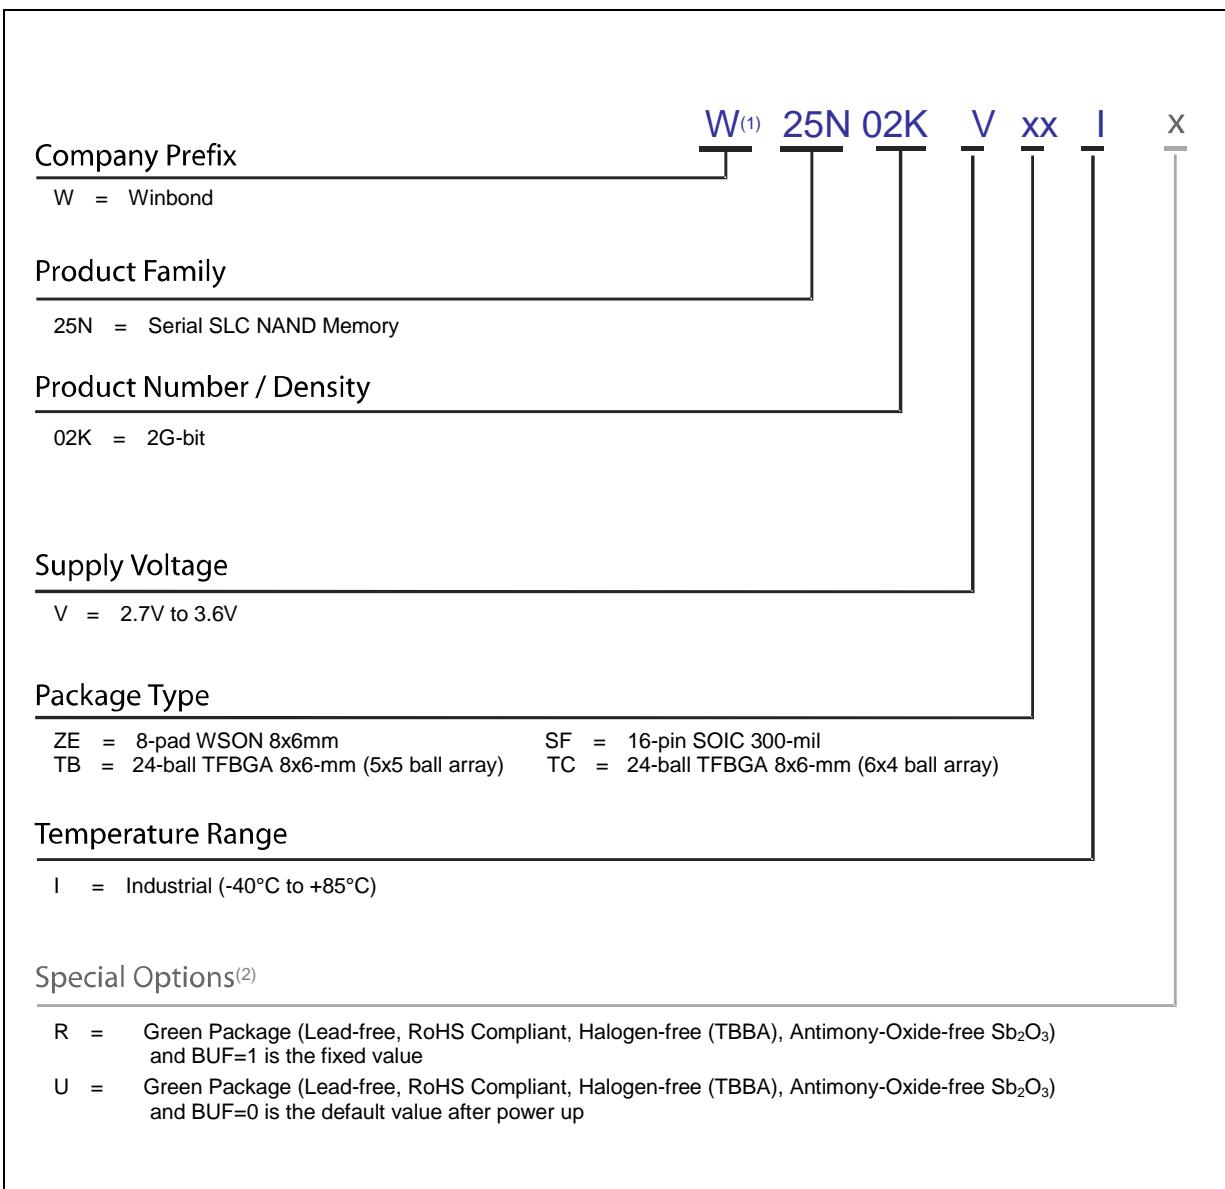 W(1) 25N 02K V xx I x
Company Prefix
W = Winbond
Product Family
25N = Serial SLC NAND Memory
Product Number / Density
02K = 2G-bit
Supply Voltage
V = 2.7V to 3.6V
Package Type
ZE = 8-pad WSON 8x6mm SF = 16-pin SOIC 300-mil
TB = 24-ball TFBGA 8x6-mm (5x5 ball array) TC = 24-ball TFBGA 8x6-mm (6x4 ball array)
Temperature Range
I = Industrial (-40°C to +85°C)
Special Options(2)
R = Green Package (Lead-free, RoHS Compliant, Halogen-free (TBBA), Antimony-Oxide-free Sb₂O₃)
and BUF=1 is the fixed value
U = Green Package (Lead-free, RoHS Compliant, Halogen-free (TBBA), Antimony-Oxide-free Sb₂O₃)
and BUF=0 is the default value after power up